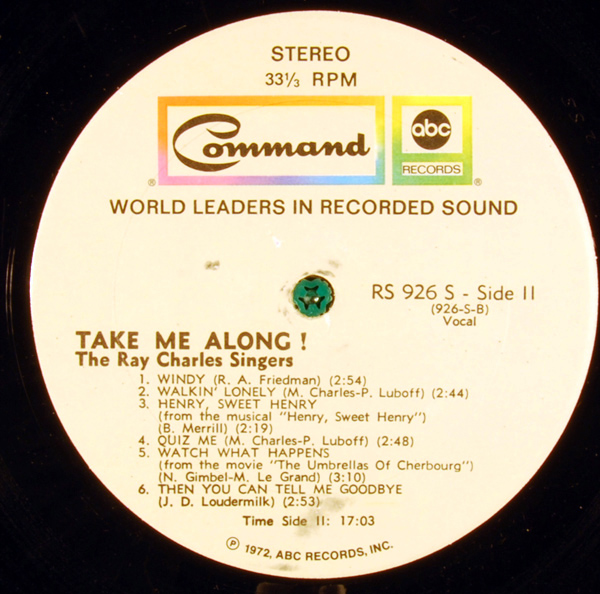 STEREO
33⅓ RPM
Command
abc
RECORDS
® ®
WORLD LEADERS IN RECORDED SOUND
RS 926 S - Side II
(926-S-B)
Vocal
TAKE ME ALONG !
The Ray Charles Singers
1. WINDY (R. A. Friedman) (2:54)
2. WALKIN' LONELY (M. Charles-P. Luboff) (2:44)
3. HENRY, SWEET HENRY
(from the musical "Henry, Sweet Henry")
(B. Merrill) (2:19)
4. QUIZ ME (M. Charles-P. Luboff) (2:48)
5. WATCH WHAT HAPPENS
(from the movie "The Umbrellas Of Cherbourg")
(N. Gimbel-M. Le Grand) (3:10)
6. THEN YOU CAN TELL ME GOODBYE
(J. D. Loudermilk) (2:53)
Time Side II: 17:03
℗ 1972, ABC RECORDS, INC.